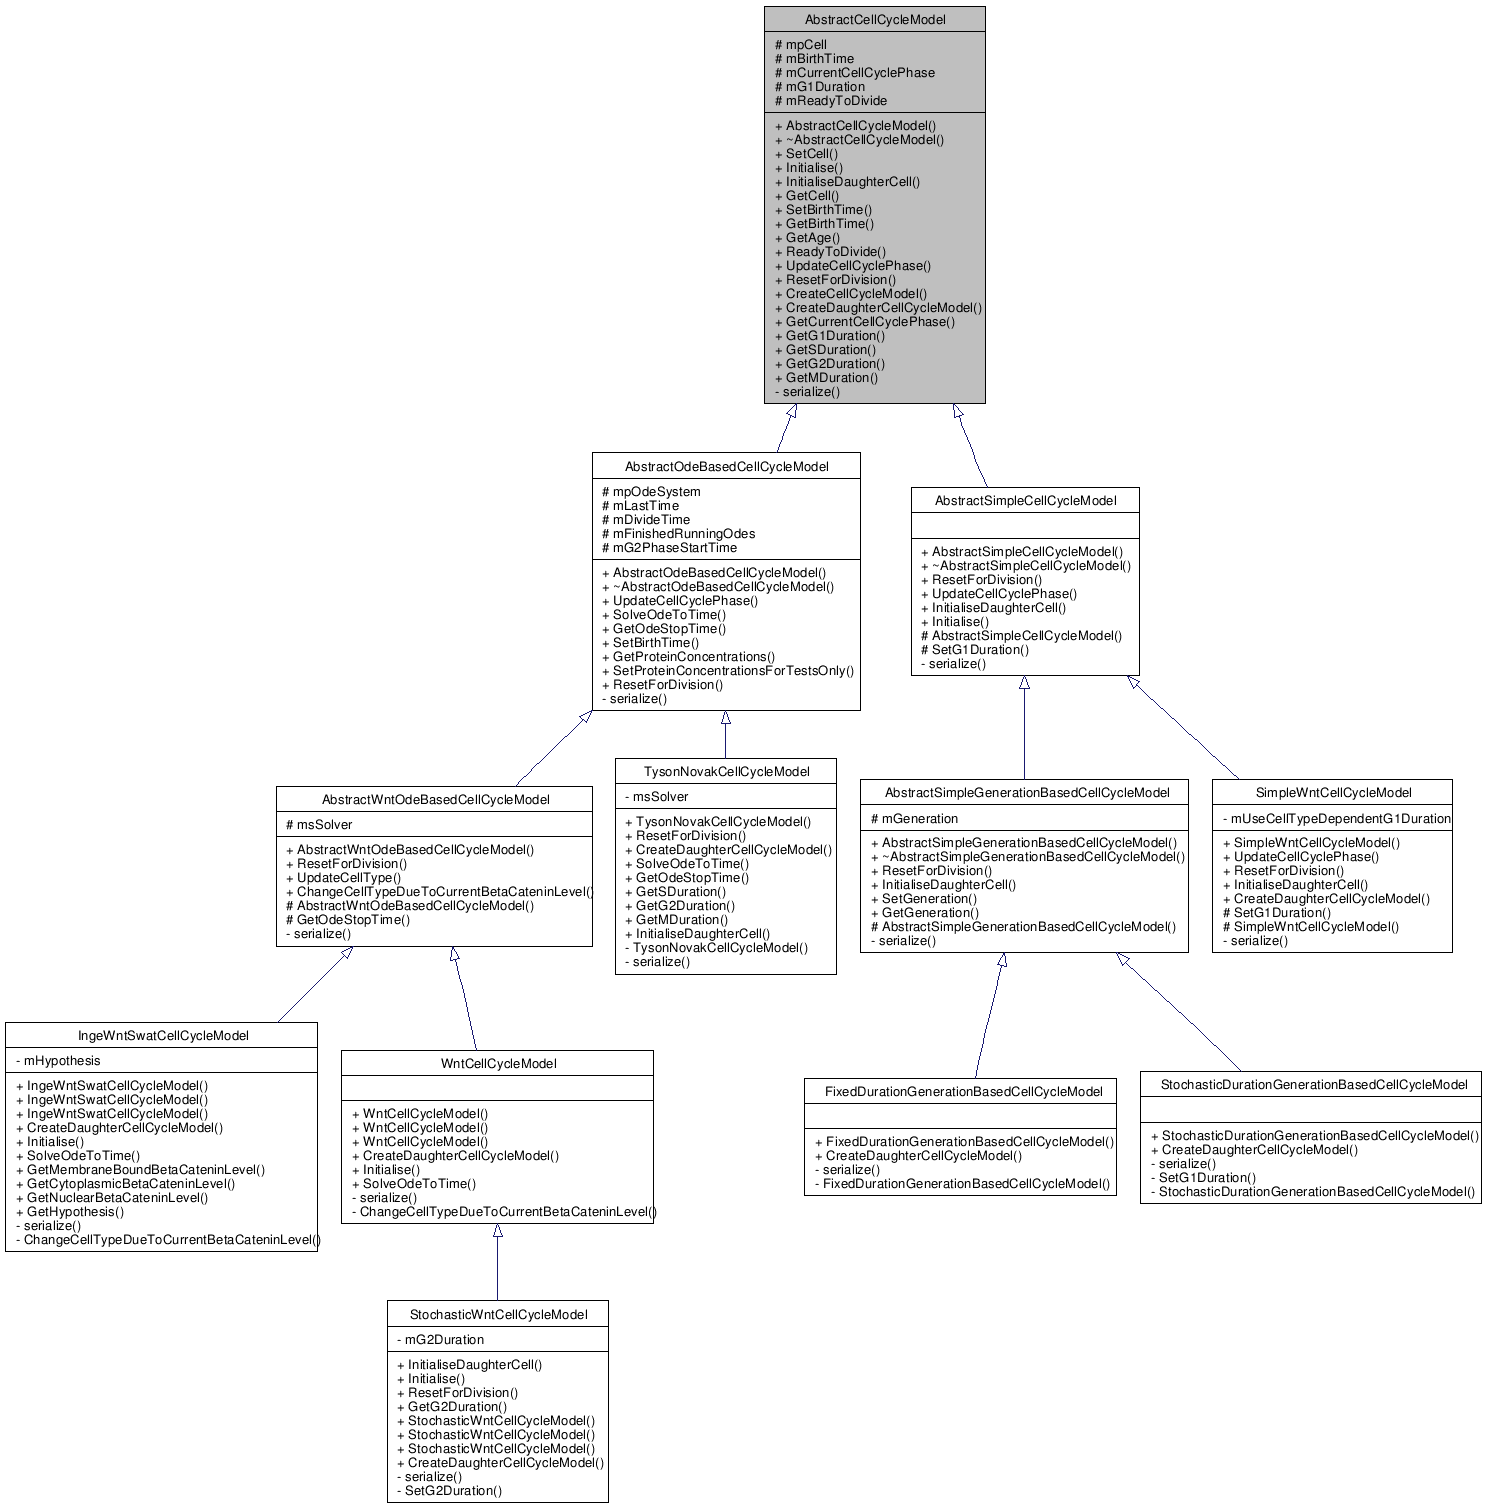 AbstractCellCycleModel
# mpCell
# mBirthTime
# mCurrentCellCyclePhase
# mG1Duration
# mReadyToDivide
+ AbstractCellCycleModel()
+ ~AbstractCellCycleModel()
+ SetCell()
+ Initialise()
+ InitialiseDaughterCell()
+ GetCell()
+ SetBirthTime()
+ GetBirthTime()
+ GetAge()
+ ReadyToDivide()
+ UpdateCellCyclePhase()
+ ResetForDivision()
+ CreateCellCycleModel()
+ CreateDaughterCellCycleModel()
+ GetCurrentCellCyclePhase()
+ GetG1Duration()
+ GetSDuration()
+ GetG2Duration()
+ GetMDuration()
- serialize()
AbstractOdeBasedCellCycleModel
# mpOdeSystem
# mLastTime
# mDivideTime
# mFinishedRunningOdes
# mG2PhaseStartTime
+ AbstractOdeBasedCellCycleModel()
+ ~AbstractOdeBasedCellCycleModel()
+ UpdateCellCyclePhase()
+ SolveOdeToTime()
+ GetOdeStopTime()
+ SetBirthTime()
+ GetProteinConcentrations()
+ SetProteinConcentrationsForTestsOnly()
+ ResetForDivision()
- serialize()
AbstractSimpleCellCycleModel
+ AbstractSimpleCellCycleModel()
+ ~AbstractSimpleCellCycleModel()
+ ResetForDivision()
+ UpdateCellCyclePhase()
+ InitialiseDaughterCell()
+ Initialise()
# AbstractSimpleCellCycleModel()
# SetG1Duration()
- serialize()
AbstractWntOdeBasedCellCycleModel
# msSolver
+ AbstractWntOdeBasedCellCycleModel()
+ ResetForDivision()
+ UpdateCellType()
+ ChangeCellTypeDueToCurrentBetaCateninLevel()
# AbstractWntOdeBasedCellCycleModel()
# GetOdeStopTime()
- serialize()
TysonNovakCellCycleModel
- msSolver
+ TysonNovakCellCycleModel()
+ ResetForDivision()
+ CreateDaughterCellCycleModel()
+ SolveOdeToTime()
+ GetOdeStopTime()
+ GetSDuration()
+ GetG2Duration()
+ GetMDuration()
+ InitialiseDaughterCell()
- TysonNovakCellCycleModel()
- serialize()
AbstractSimpleGenerationBasedCellCycleModel
# mGeneration
+ AbstractSimpleGenerationBasedCellCycleModel()
+ ~AbstractSimpleGenerationBasedCellCycleModel()
+ ResetForDivision()
+ InitialiseDaughterCell()
+ SetGeneration()
+ GetGeneration()
# AbstractSimpleGenerationBasedCellCycleModel()
- serialize()
SimpleWntCellCycleModel
- mUseCellTypeDependentG1Duration
+ SimpleWntCellCycleModel()
+ UpdateCellCyclePhase()
+ ResetForDivision()
+ InitialiseDaughterCell()
+ CreateDaughterCellCycleModel()
# SetG1Duration()
# SimpleWntCellCycleModel()
- serialize()
IngeWntSwatCellCycleModel
- mHypothesis
+ IngeWntSwatCellCycleModel()
+ IngeWntSwatCellCycleModel()
+ IngeWntSwatCellCycleModel()
+ CreateDaughterCellCycleModel()
+ Initialise()
+ SolveOdeToTime()
+ GetMembraneBoundBetaCateninLevel()
+ GetCytoplasmicBetaCateninLevel()
+ GetNuclearBetaCateninLevel()
+ GetHypothesis()
- serialize()
- ChangeCellTypeDueToCurrentBetaCateninLevel()
WntCellCycleModel
+ WntCellCycleModel()
+ WntCellCycleModel()
+ WntCellCycleModel()
+ CreateDaughterCellCycleModel()
+ Initialise()
+ SolveOdeToTime()
- serialize()
- ChangeCellTypeDueToCurrentBetaCateninLevel()
FixedDurationGenerationBasedCellCycleModel
+ FixedDurationGenerationBasedCellCycleModel()
+ CreateDaughterCellCycleModel()
- serialize()
- FixedDurationGenerationBasedCellCycleModel()
StochasticDurationGenerationBasedCellCycleModel
+ StochasticDurationGenerationBasedCellCycleModel()
+ CreateDaughterCellCycleModel()
- serialize()
- SetG1Duration()
- StochasticDurationGenerationBasedCellCycleModel()
StochasticWntCellCycleModel
- mG2Duration
+ InitialiseDaughterCell()
+ Initialise()
+ ResetForDivision()
+ GetG2Duration()
+ StochasticWntCellCycleModel()
+ StochasticWntCellCycleModel()
+ StochasticWntCellCycleModel()
+ CreateDaughterCellCycleModel()
- serialize()
- SetG2Duration()